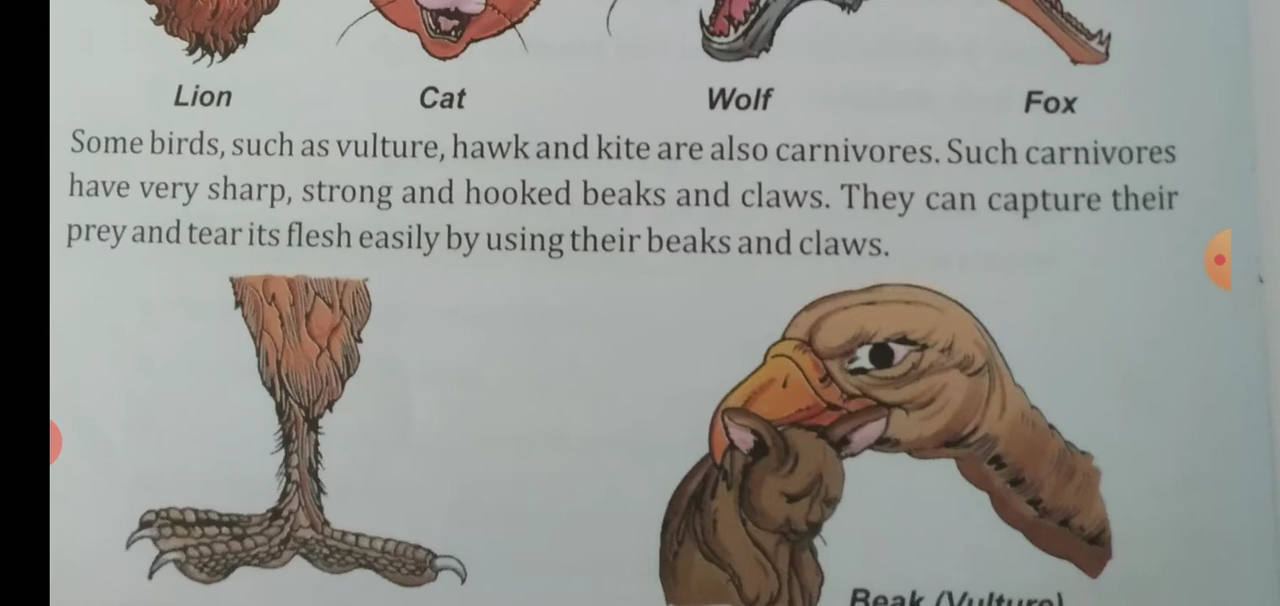 Lion Cat Wolf Fox
Some birds, such as vulture, hawk and kite are also carnivores. Such carnivores
have very sharp, strong and hooked beaks and claws. They can capture their
prey and tear its flesh easily by using their beaks and claws.
Beak (Vulture)